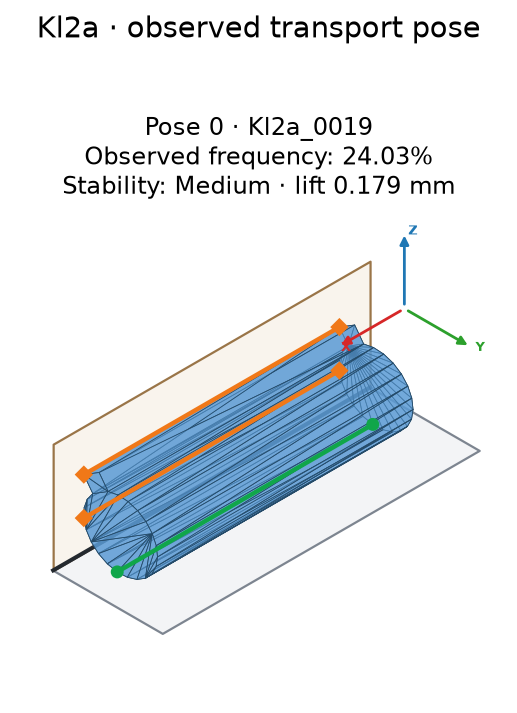 Kl2a · observed transport pose
Pose 0 · Kl2a_0019
Observed frequency: 24.03%
Stability: Medium · lift 0.179 mm
Z
X
Y